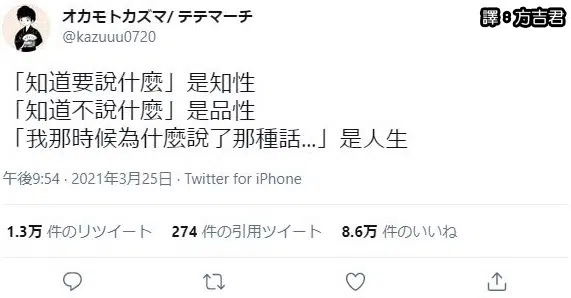 オカモトカズマ/ テテマーチ
@kazuuu0720
譯:方吉君
「知道要說什麼」是知性
「知道不說什麼」是品性
「我那時候為什麼說了那種話...」是人生
午後9:54 · 2021年3月25日 · Twitter for iPhone
1.3万 件のリツイート 274 件の引用ツイート 8.6万 件のいいね